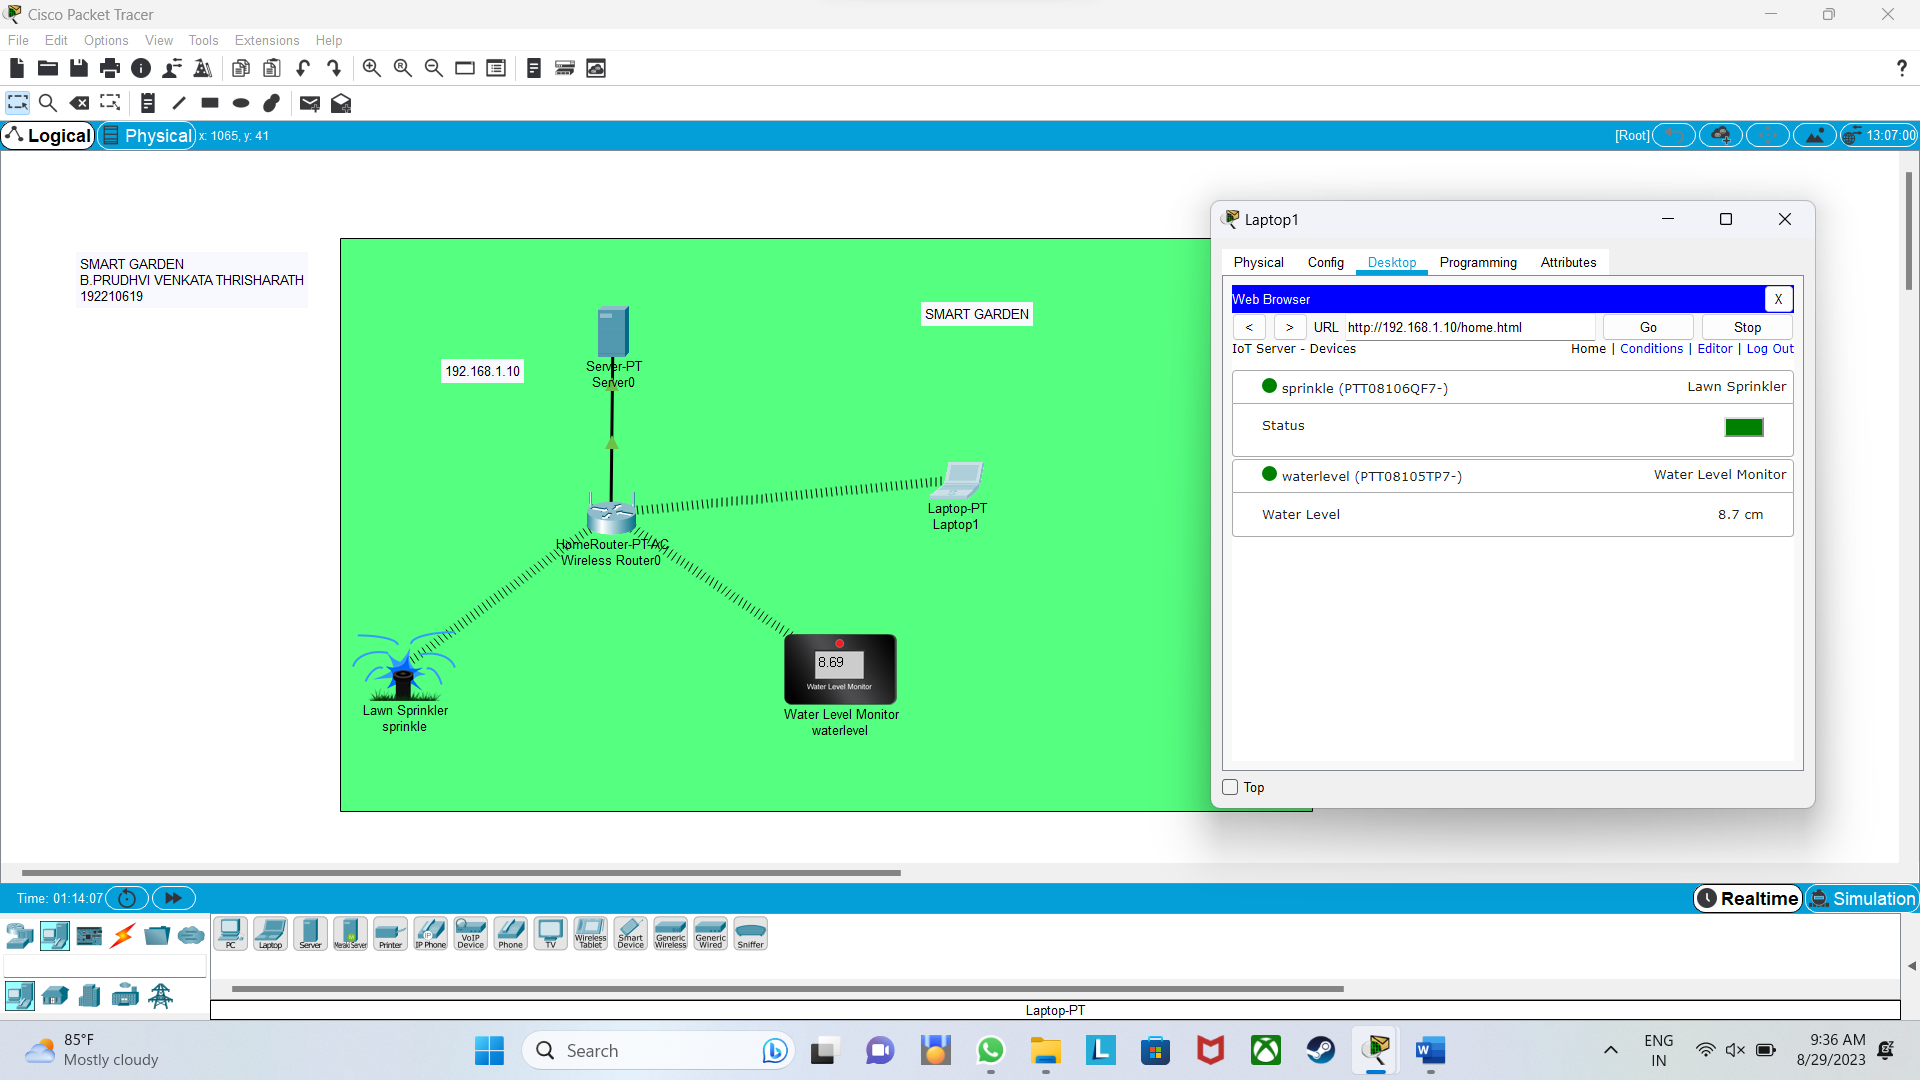 Cisco Packet Tracer
File Edit Options View Tools Extensions Help
?
Logical Physical x: 1065, y: 41 [Root] 13:07:00
SMART GARDEN
B.PRUDHVI VENKATA THRISHARATH
192210619
192.168.1.10
Server-PT
Server0
SMART GARDEN
Laptop-PT
Laptop1
HomeRouter-PT-AC
Wireless Router0
Lawn Sprinkler
sprinkle
8.69
Water Level Monitor
Water Level Monitor
waterlevel
Laptop1
Physical Config Desktop Programming Attributes
Web Browser X
< > URL http://192.168.1.10/home.html Go Stop
IoT Server - Devices Home | Conditions | Editor | Log Out
sprinkle (PTT08106QF7-) Lawn Sprinkler
Status
waterlevel (PTT08105TP7-) Water Level Monitor
Water Level 8.7 cm
Top
Time: 01:14:07 Realtime Simulation
PC Laptop Server Meraki Server Printer IP Phone VoIP Device Phone TV Wireless Tablet Smart Device Generic Wireless Generic Wired Sniffer
Laptop-PT
85°F
Mostly cloudy
Search
ENG
IN
9:36 AM
8/29/2023